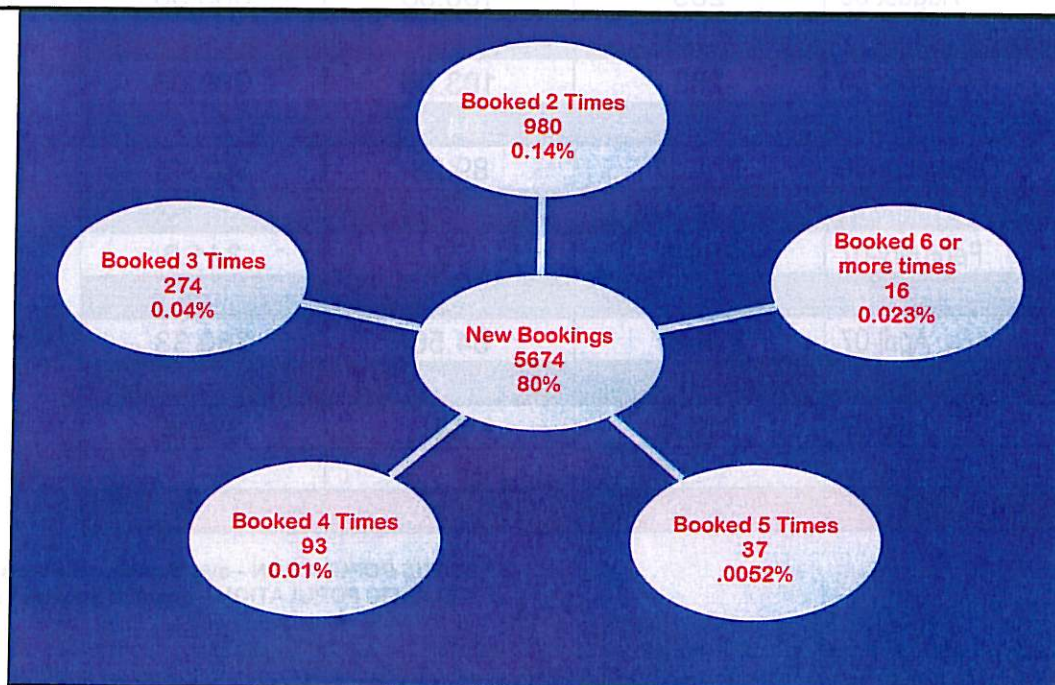 Booked 2 Times
980
0.14%
Booked 3 Times
274
0.04%
Booked 6 or
more times
16
0.023%
New Bookings
5674
80%
Booked 4 Times
93
0.01%
Booked 5 Times
37
.0052%